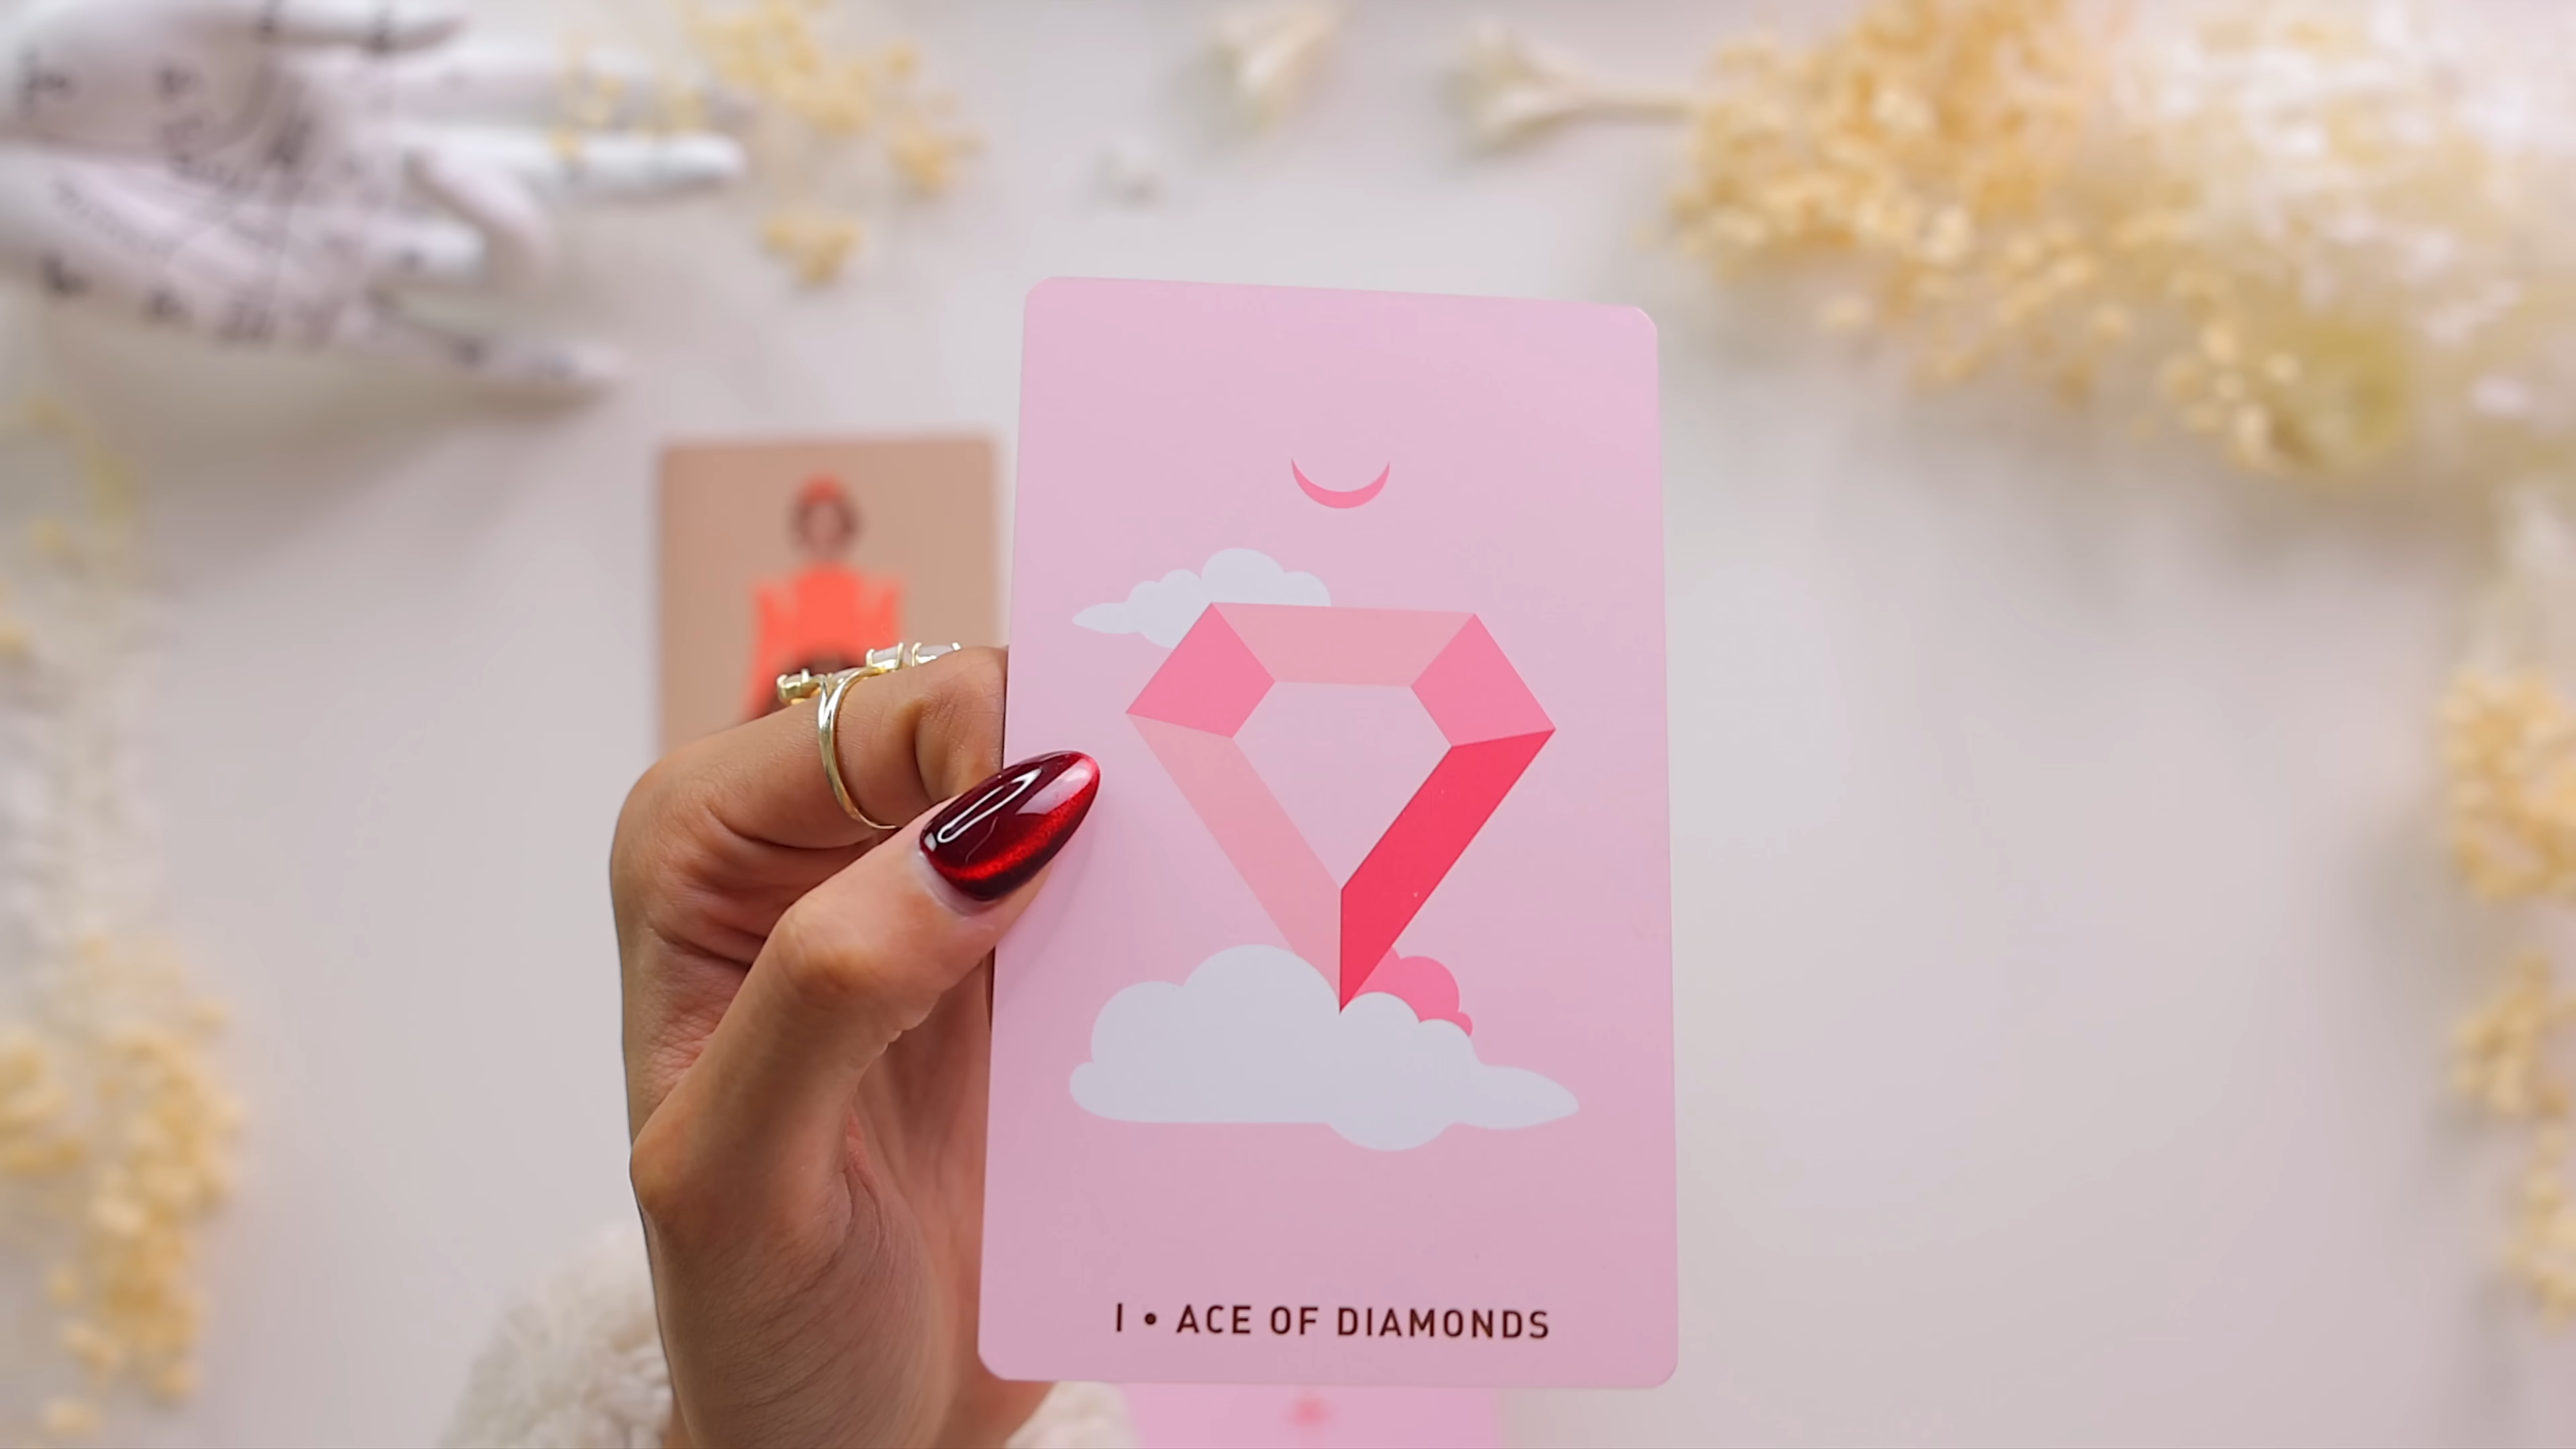 I • ACE OF DIAMONDS